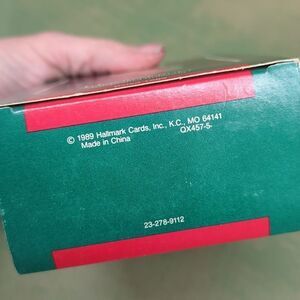 © 1989 Hallmark Cards, Inc., K.C., MO 64141
Made in China QX457-5-
23-278-9112